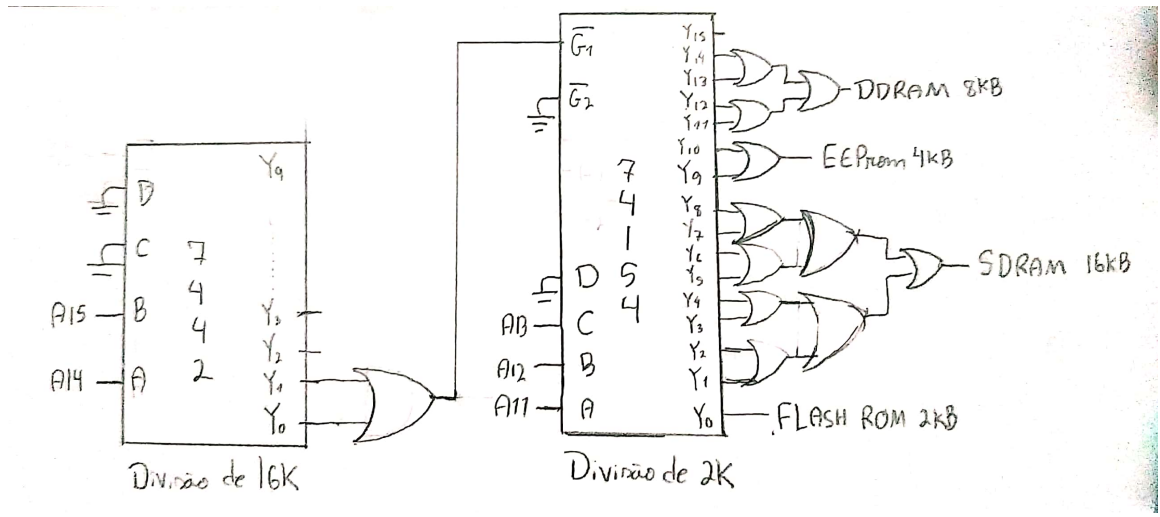 D
C
A15
B
A14
A
7
4
4
2
Y9
Y3
Y2
Y1
Y0
Divisão de 16K
G1
G2
D
A13
C
A12
B
A11
A
7
4
1
5
4
Y15
Y14
Y13
Y12
Y11
Y10
Y9
Y8
Y7
Y6
Y5
Y4
Y3
Y2
Y1
Y0
DDRAM 8KB
EEProm 4KB
SDRAM 16KB
FLASH ROM 2KB
Divisão de 2K